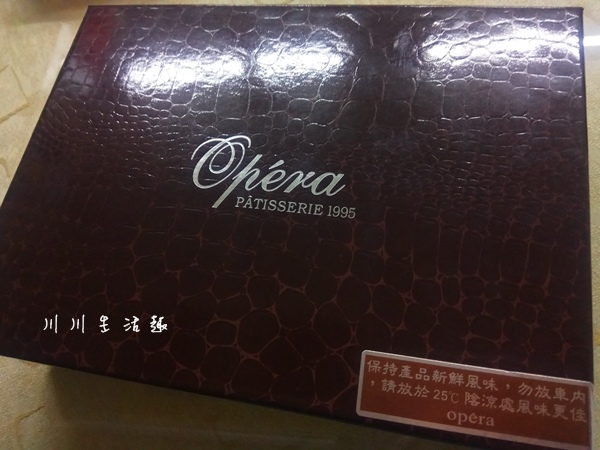 Opéra
PÂTISSERIE 1995
川川生活趣
保持產品新鮮風味，勿放車內
，請放於25℃陰涼處風味更佳
opéra